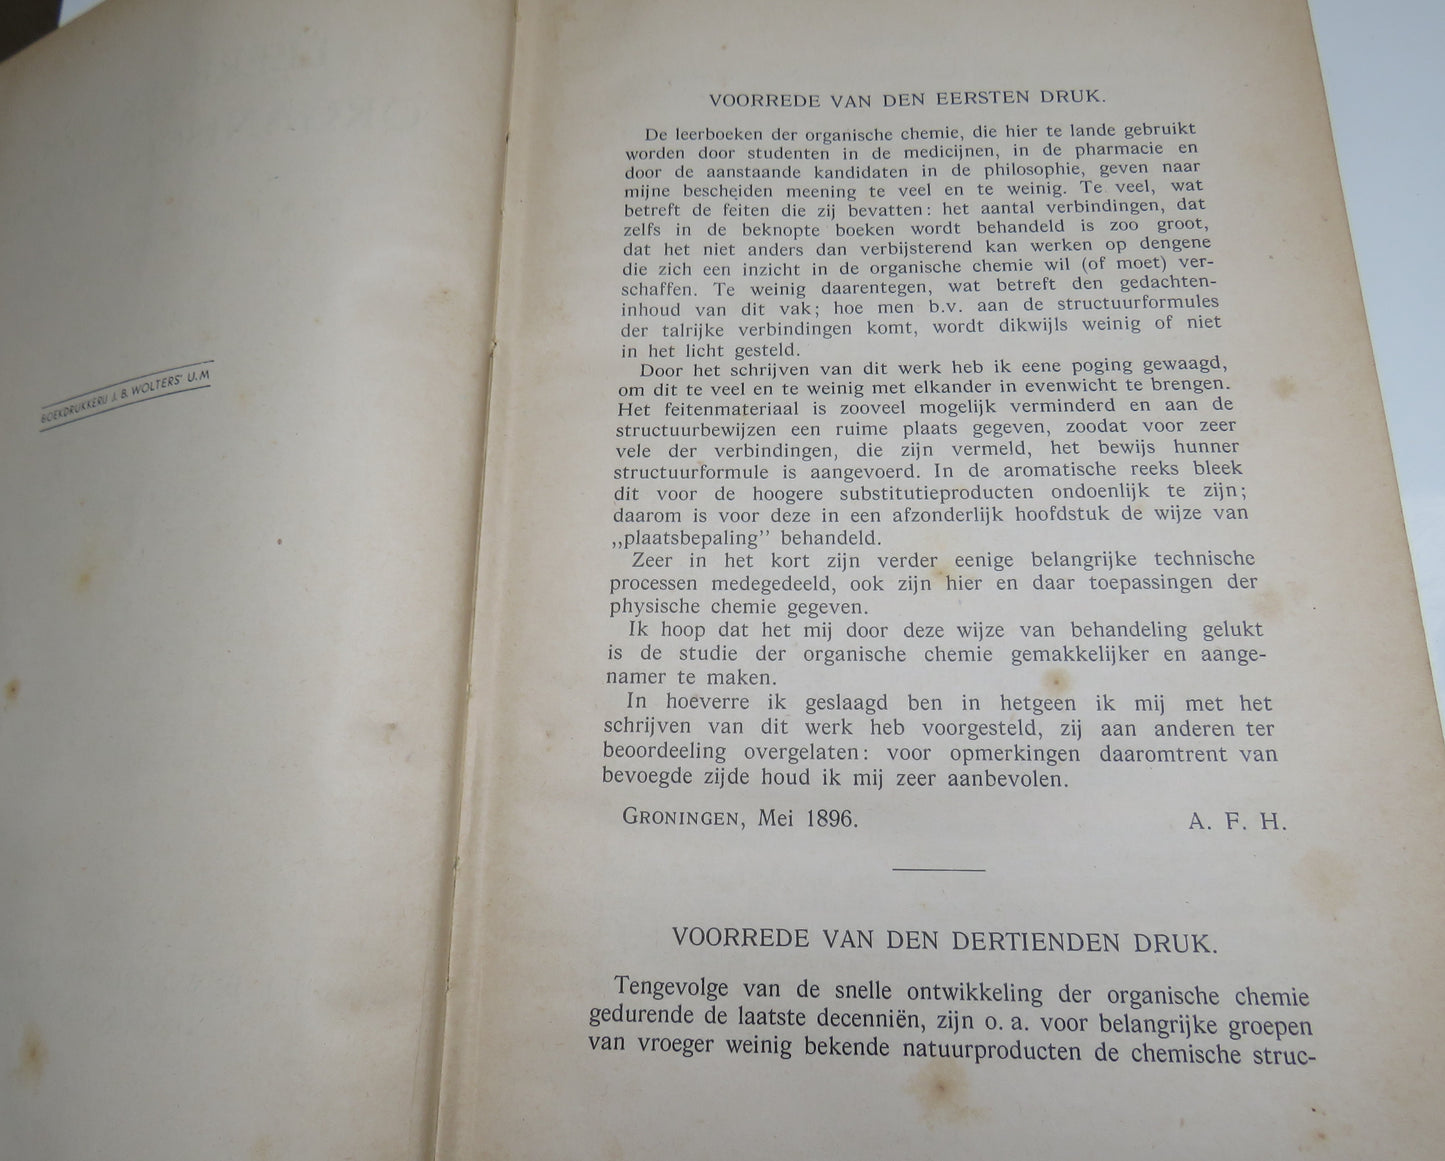 BOEKDRUKKERIJ J. B. WOLTERS' U.M
VOORREDE VAN DEN EERSTEN DRUK.
De leerboeken der organische chemie, die hier te lande gebruikt
worden door studenten in de medicijnen, in de pharmacie en
door de aanstaande kandidaten in de philosophie, geven naar
mijne bescheiden meening te veel en te weinig. Te veel, wat
betreft de feiten die zij bevatten: het aantal verbindingen, dat
zelfs in de beknopte boeken wordt behandeld is zoo groot,
dat het niet anders dan verbijsterend kan werken op dengene
die zich een inzicht in de organische chemie wil (of moet) ver-
schaffen. Te weinig daarentegen, wat betreft den gedachten-
inhoud van dit vak; hoe men b.v. aan de structuurformules
der talrijke verbindingen komt, wordt dikwijls weinig of niet
in het licht gesteld.
Door het schrijven van dit werk heb ik eene poging gewaagd,
om dit te veel en te weinig met elkander in evenwicht te brengen.
Het feitenmateriaal is zooveel mogelijk verminderd en aan de
structuurbewijzen een ruime plaats gegeven, zoodat voor zeer
vele der verbindingen, die zijn vermeld, het bewijs hunner
structuurformule is aangevoerd. In de aromatische reeks bleek
dit voor de hoogere substitutieproducten ondoenlijk te zijn;
daarom is voor deze in een afzonderlijk hoofdstuk de wijze van
,,plaatsbepaling'' behandeld.
Zeer in het kort zijn verder eenige belangrijke technische
processen medegedeeld, ook zijn hier en daar toepassingen der
physische chemie gegeven.
Ik hoop dat het mij door deze wijze van behandeling gelukt
is de studie der organische chemie gemakkelijker en aange-
namer te maken.
In hoeverre ik geslaagd ben in hetgeen ik mij met het
schrijven van dit werk heb voorgesteld, zij aan anderen ter
beoordeeling overgelaten: voor opmerkingen daaromtrent van
bevoegde zijde houd ik mij zeer aanbevolen.
GRONINGEN, Mei 1896. A. F. H.
VOORREDE VAN DEN DERTIENDEN DRUK.
Tengevolge van de snelle ontwikkeling der organische chemie
gedurende de laatste decenniën, zijn o. a. voor belangrijke groepen
van vroeger weinig bekende natuurproducten de chemische struc-